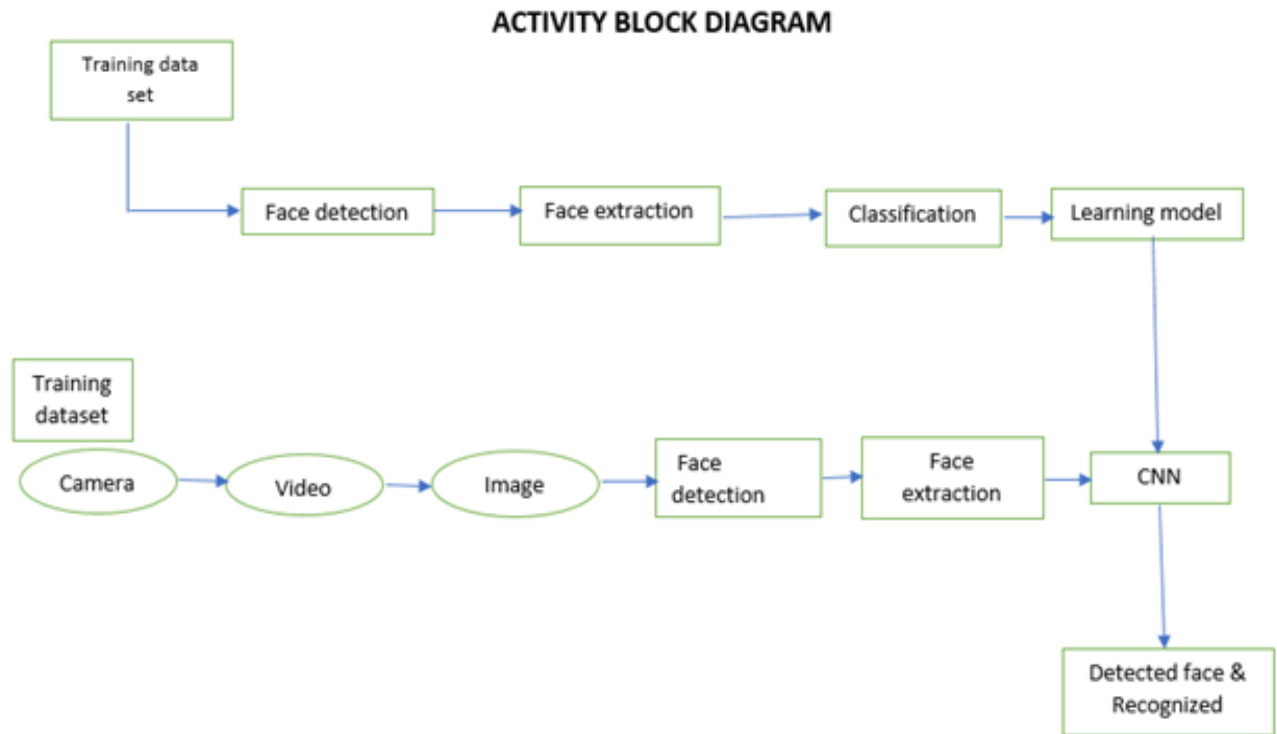 ACTIVITY BLOCK DIAGRAM
Training data
set
Face detection
Face extraction
Classification
Learning model
Training
dataset
Camera
Video
Image
Face
detection
Face
extraction
CNN
Detected face &
Recognized